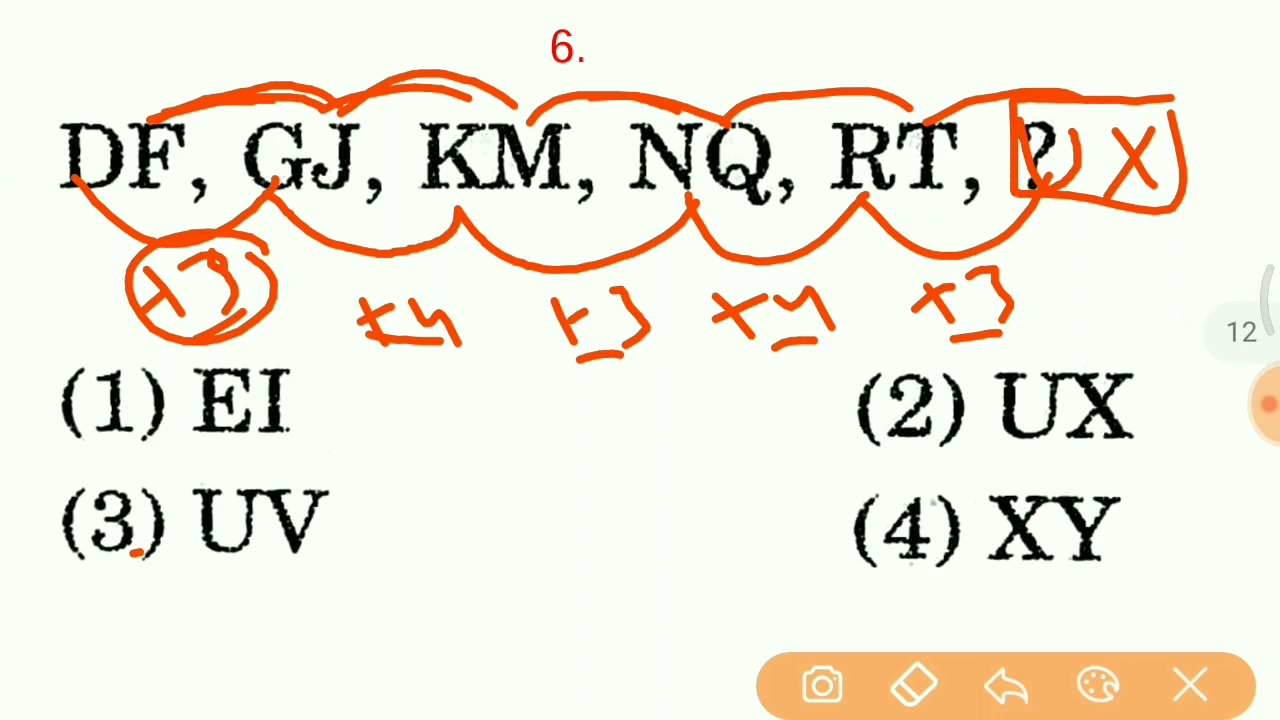 6.
DF, GJ, KM, NQ, RT, ? U X
+3 +4 +3 +4 +3
12
(1) EI (2) UX
(3) UV (4) XY